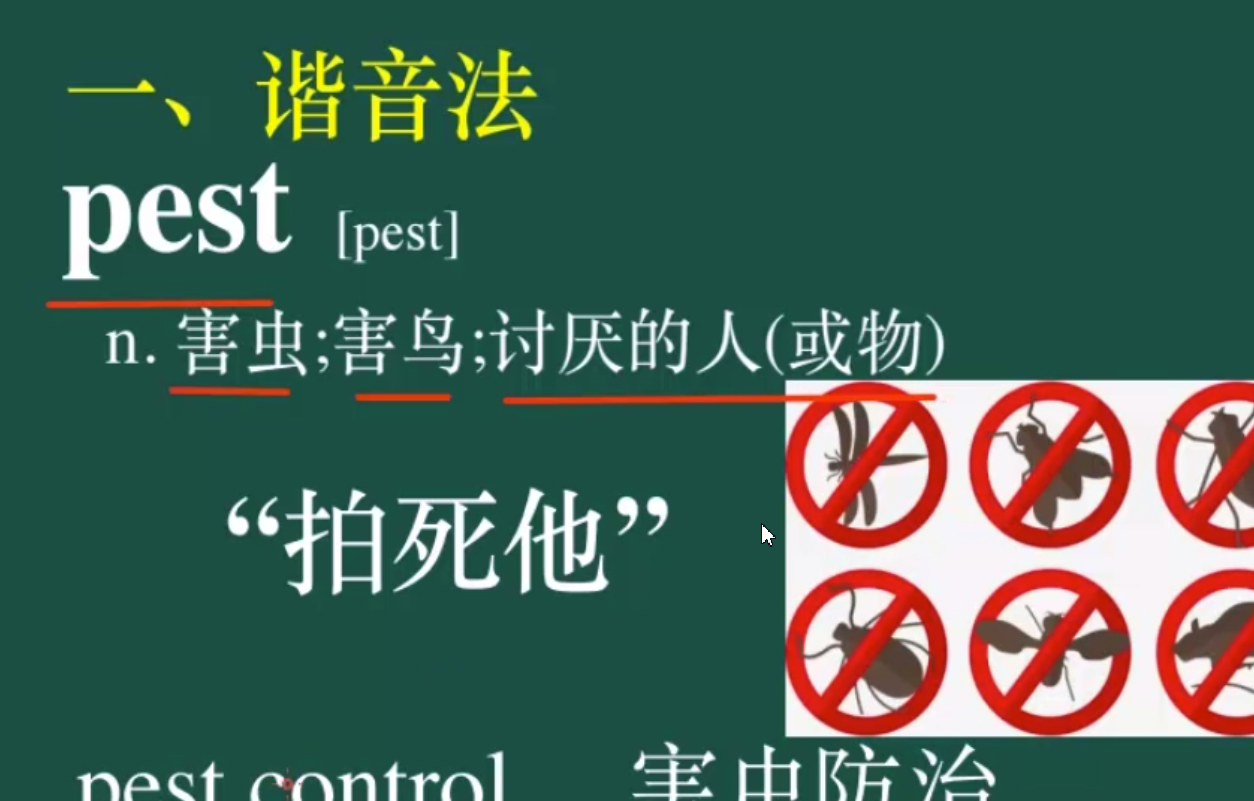 一、谐音法
pest [pest]
n. 害虫;害鸟;讨厌的人(或物)
“拍死他”
pest control 害虫防治